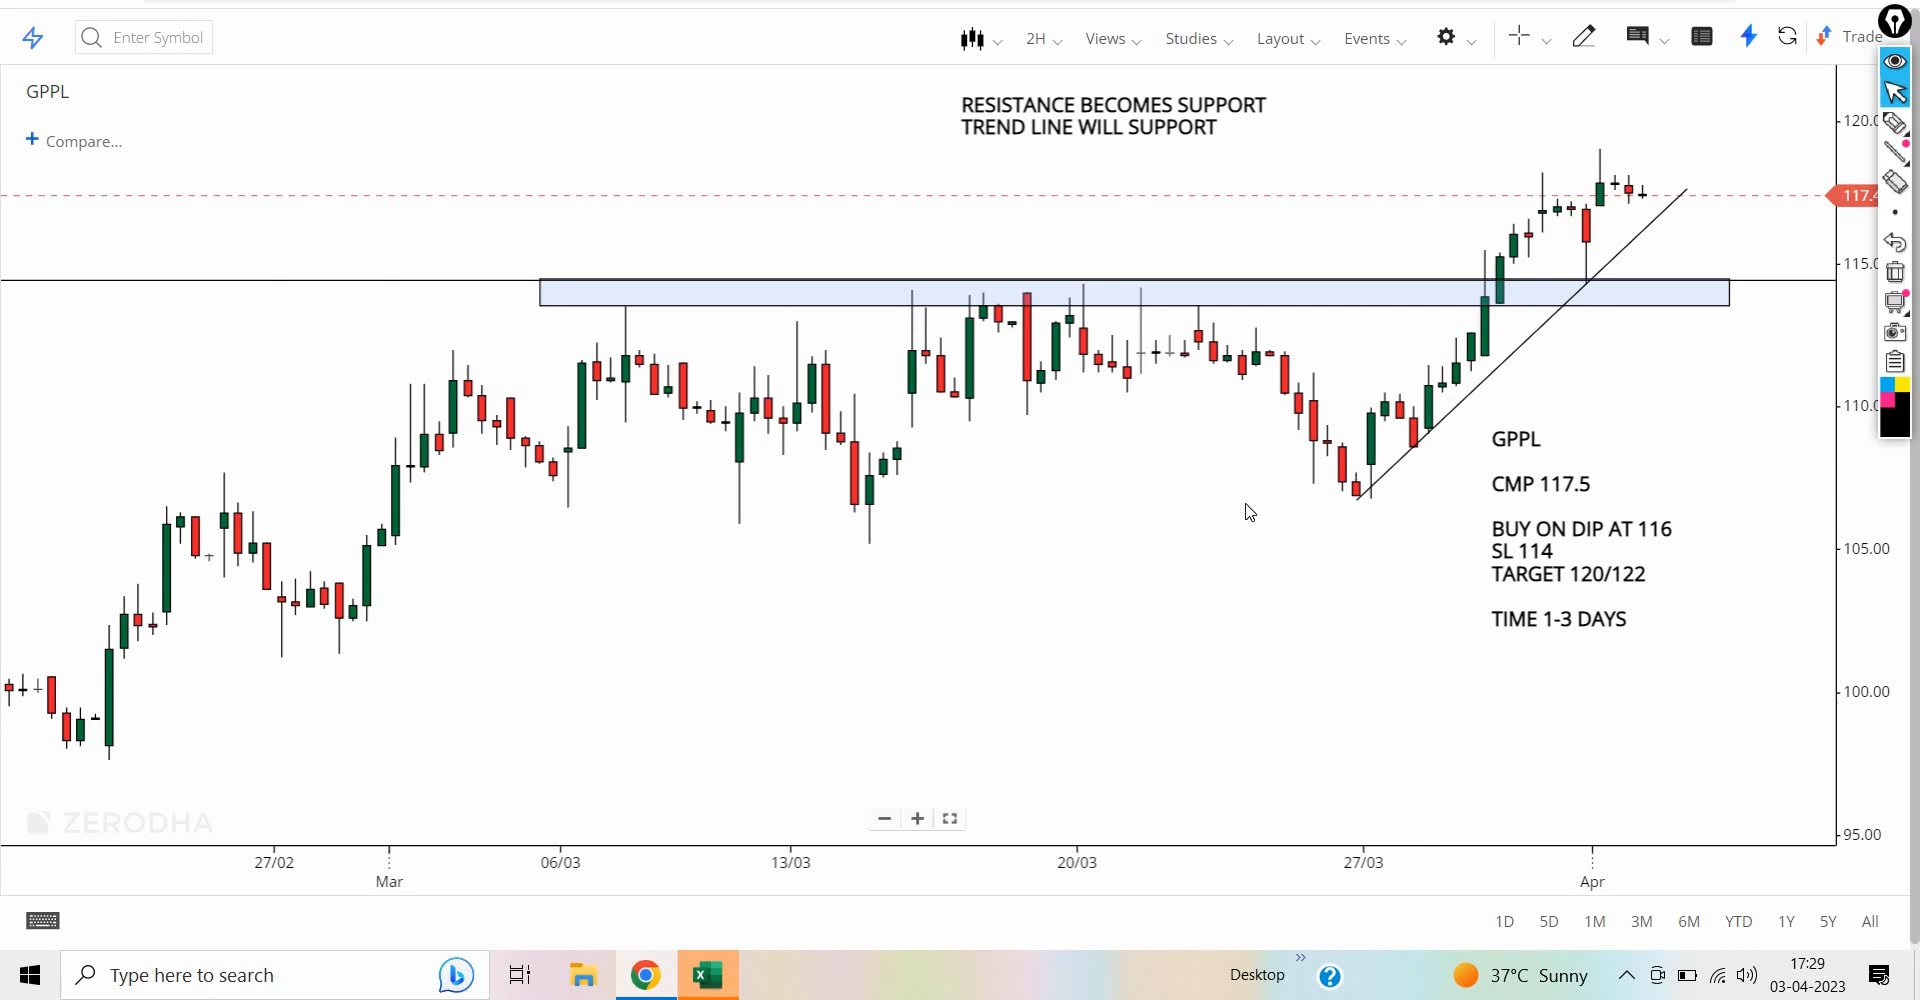 Enter Symbol
2H
Views
Studies
Layout
Events
Trade
GPPL
Compare...
RESISTANCE BECOMES SUPPORT
TREND LINE WILL SUPPORT
120.0
117.4
115.0
110.0
105.00
100.00
95.00
GPPL
CMP 117.5
BUY ON DIP AT 116
SL 114
TARGET 120/122
TIME 1-3 DAYS
ZERODHA
27/02
Mar
06/03
13/03
20/03
27/03
Apr
1D 5D 1M 3M 6M YTD 1Y 5Y All
Type here to search
Desktop
37°C Sunny
17:29
03-04-2023